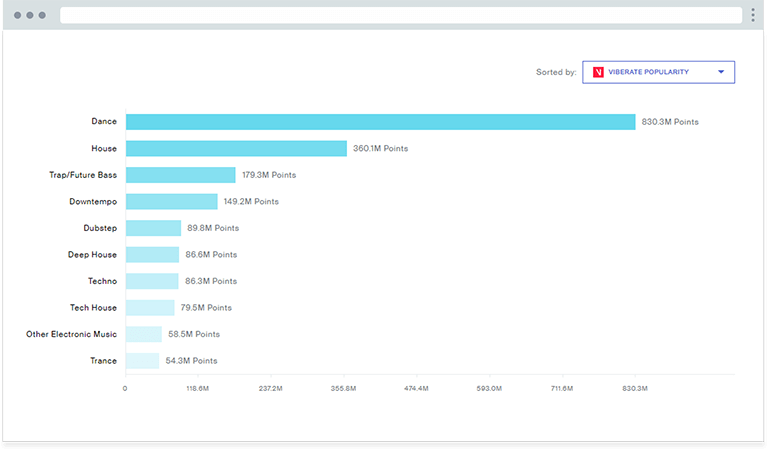 Sorted by: VIBERATE POPULARITY
Dance 830.3M Points
House 360.1M Points
Trap/Future Bass 179.3M Points
Downtempo 149.2M Points
Dubstep 89.8M Points
Deep House 86.6M Points
Techno 86.3M Points
Tech House 79.5M Points
Other Electronic Music 58.5M Points
Trance 54.3M Points
0 118.6M 237.2M 355.8M 474.4M 593.0M 711.6M 830.3M